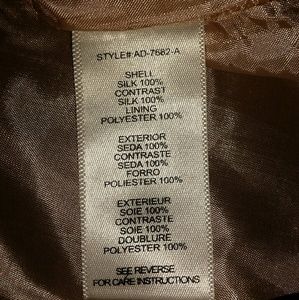 STYLE#:AD-7682-A
SHELL
SILK 100%
CONTRAST
SILK 100%
LINING
POLYESTER 100%
EXTERIOR
SEDA 100%
CONTRASTE
SEDA 100%
FORRO
POLIESTER 100%
EXTERIEUR
SOIE 100%
CONTRASTE
SOIE 100%
DOUBLURE
POLYESTER 100%
SEE REVERSE
FOR CARE INSTRUCTIONS